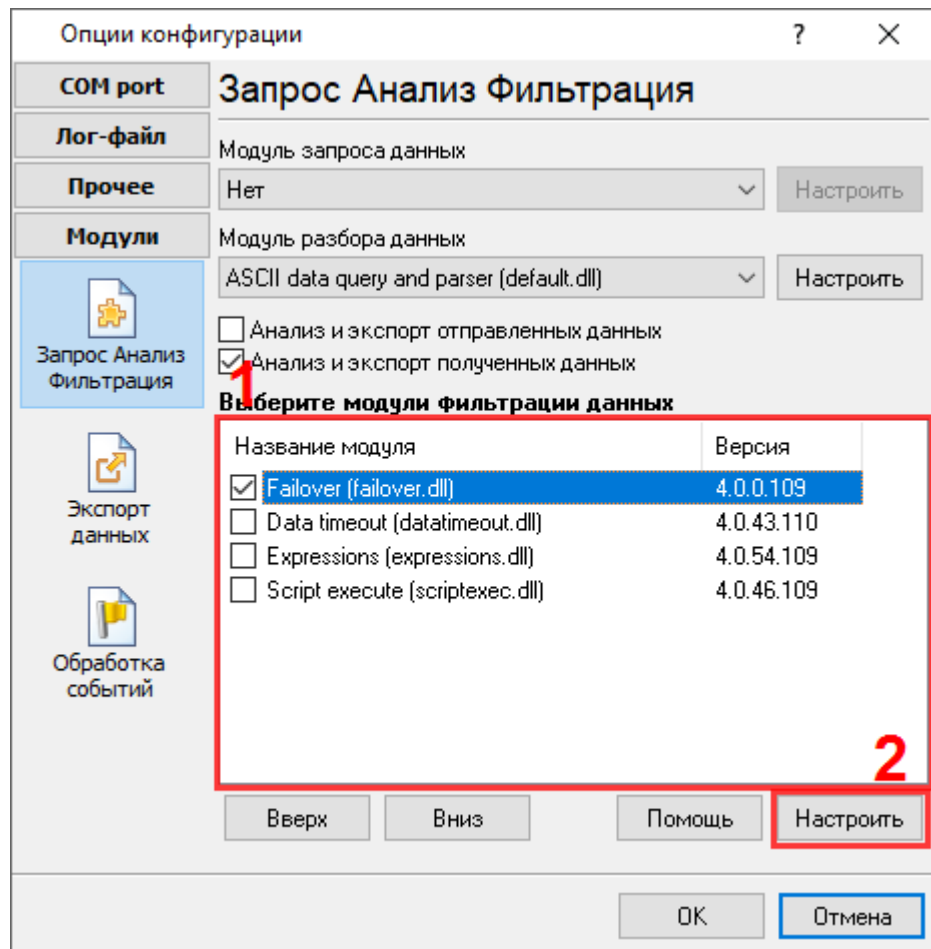 Опции конфигурации
?
COM port
Лог-файл
Прочее
Модули
Запрос Анализ
Фильтрация
Экспорт
данных
Обработка
событий
Запрос Анализ Фильтрация
Модуль запроса данных
Нет
Настроить
Модуль разбора данных
ASCII data query and parser (default.dll)
Настроить
Анализ и экспорт отправленных данных
Анализ и экспорт полученных данных
1
Выберите модули фильтрации данных
Название модуля Версия
Failover (failover.dll) 4.0.0.109
Data timeout (datatimeout.dll) 4.0.43.110
Expressions (expressions.dll) 4.0.54.109
Script execute (scriptexec.dll) 4.0.46.109
2
Вверх Вниз Помощь Настроить
OK Отмена